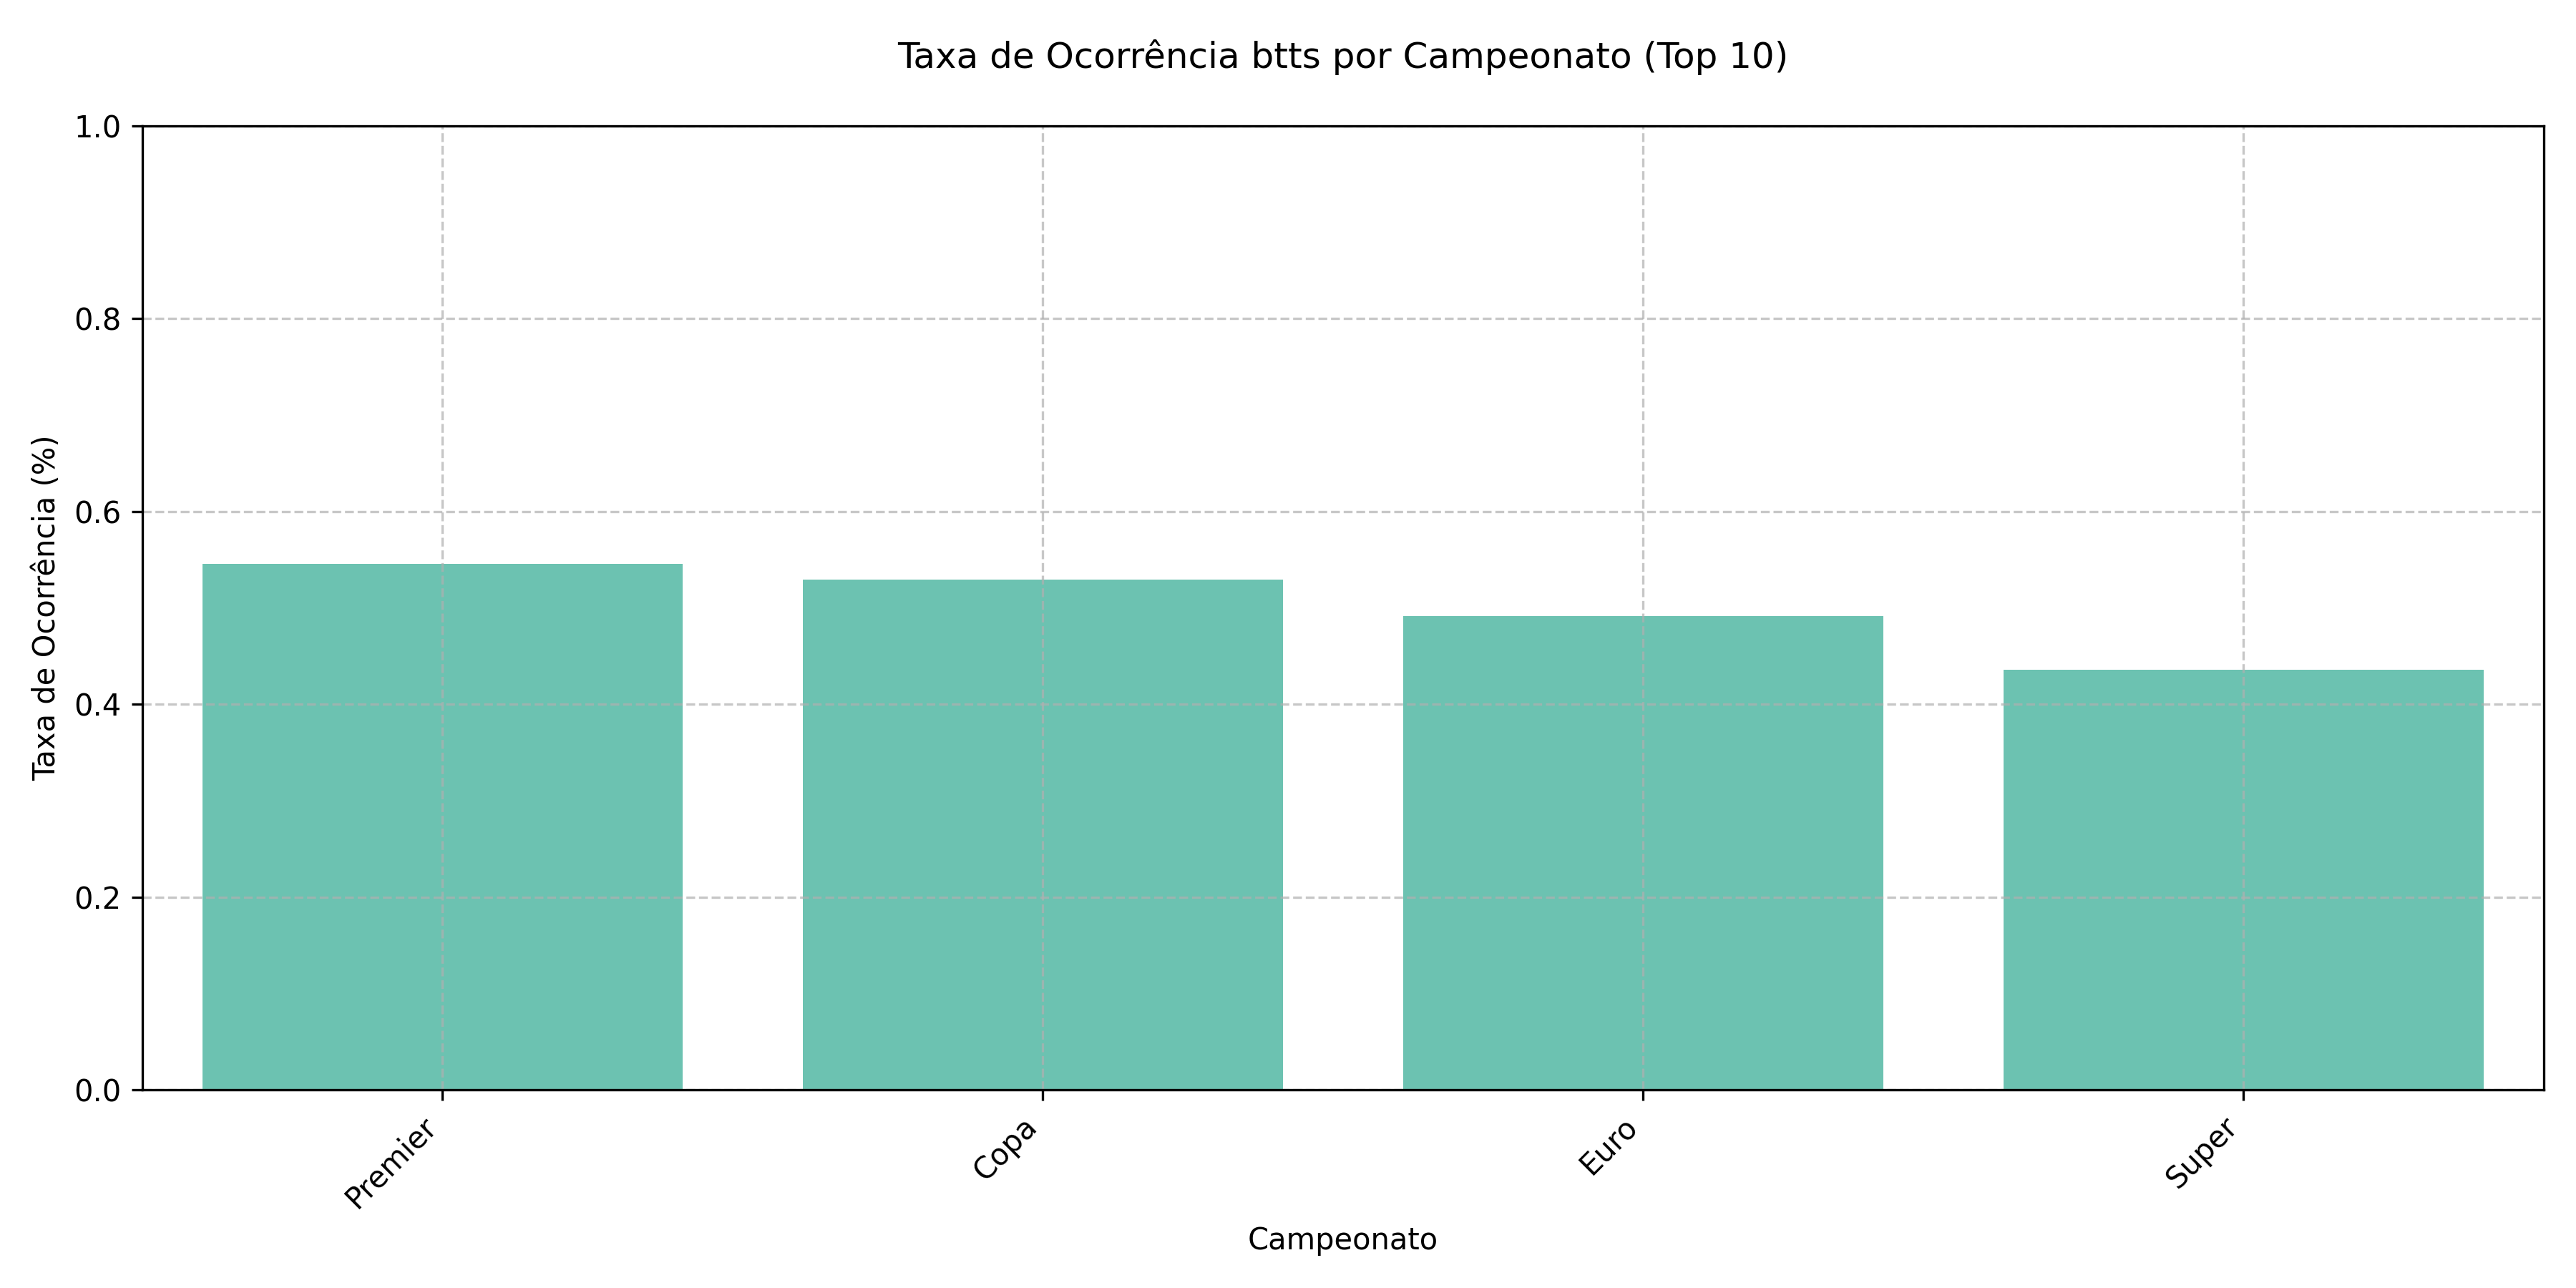 Taxa de Ocorrência btts por Campeonato (Top 10)
Taxa de Ocorrência (%)
1.0
0.8
0.6
0.4
0.2
0.0
Premier
Copa
Euro
Super
Campeonato